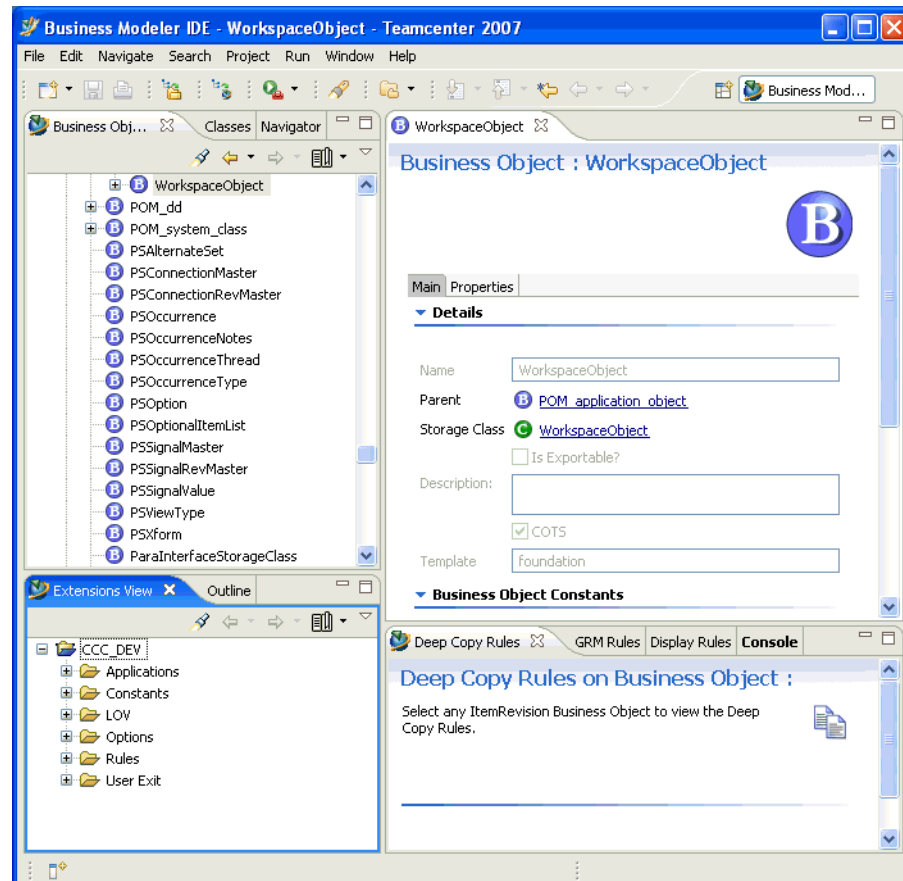 Business Modeler IDE - WorkspaceObject - Teamcenter 2007
File Edit Navigate Search Project Run Window Help
Business Mod...
Business Obj... Classes Navigator
WorkspaceObject
POM_dd
POM_system_class
PSAlternateSet
PSConnectionMaster
PSConnectionRevMaster
PSOccurrence
PSOccurrenceNotes
PSOccurrenceThread
PSOccurrenceType
PSOption
PSOptionalItemList
PSSignalMaster
PSSignalRevMaster
PSSignalValue
PSViewType
PSXform
ParaInterfaceStorageClass
WorkspaceObject
Business Object : WorkspaceObject
B
Main Properties
Details
Name WorkspaceObject
Parent POM_application_object
Storage Class WorkspaceObject
Is Exportable?
Description:
COTS
Template foundation
Business Object Constants
Extensions View Outline
CCC_DEV
Applications
Constants
LOV
Options
Rules
User Exit
Deep Copy Rules GRM Rules Display Rules Console
Deep Copy Rules on Business Object :
Select any ItemRevision Business Object to view the Deep
Copy Rules.